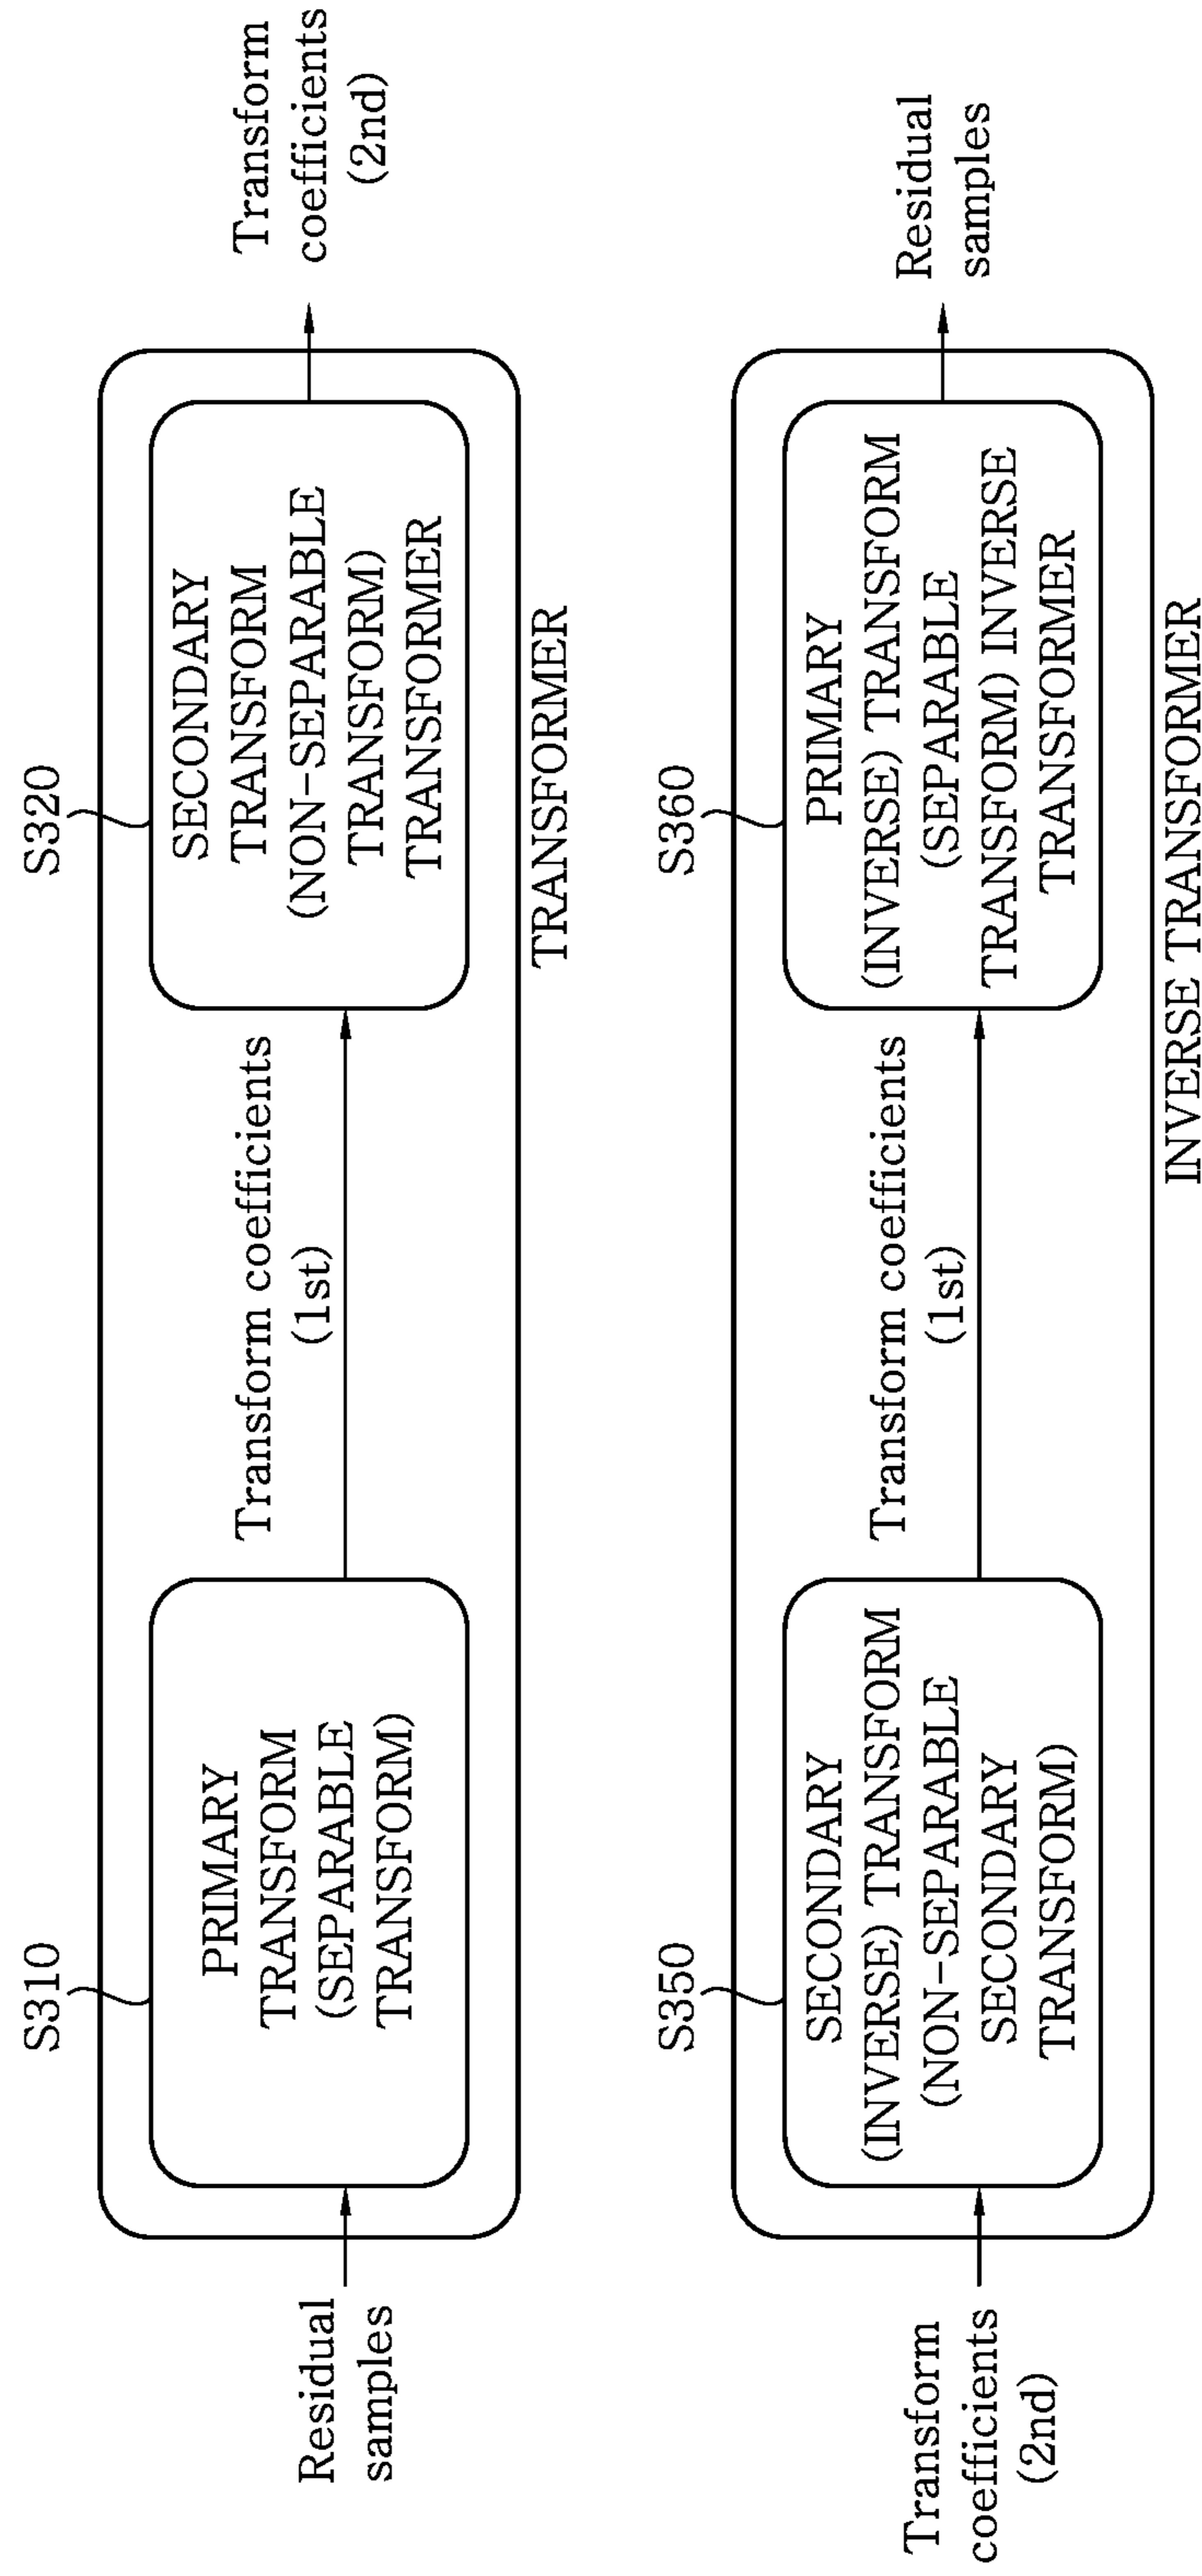 S310
S320
Residual
samples
PRIMARY
TRANSFORM
(SEPARABLE
TRANSFORM)
Transform coefficients
(1st)
SECONDARY
TRANSFORM
(NON-SEPARABLE
TRANSFORM)
TRANSFORMER
Transform
coefficients
(2nd)
TRANSFORMER
S350
S360
Transform
coefficients
(2nd)
SECONDARY
(INVERSE) TRANSFORM
(NON-SEPARABLE
SECONDARY
TRANSFORM)
Transform coefficients
(1st)
PRIMARY
(INVERSE) TRANSFORM
(SEPARABLE
TRANSFORM) INVERSE
TRANSFORMER
Residual
samples
INVERSE TRANSFORMER